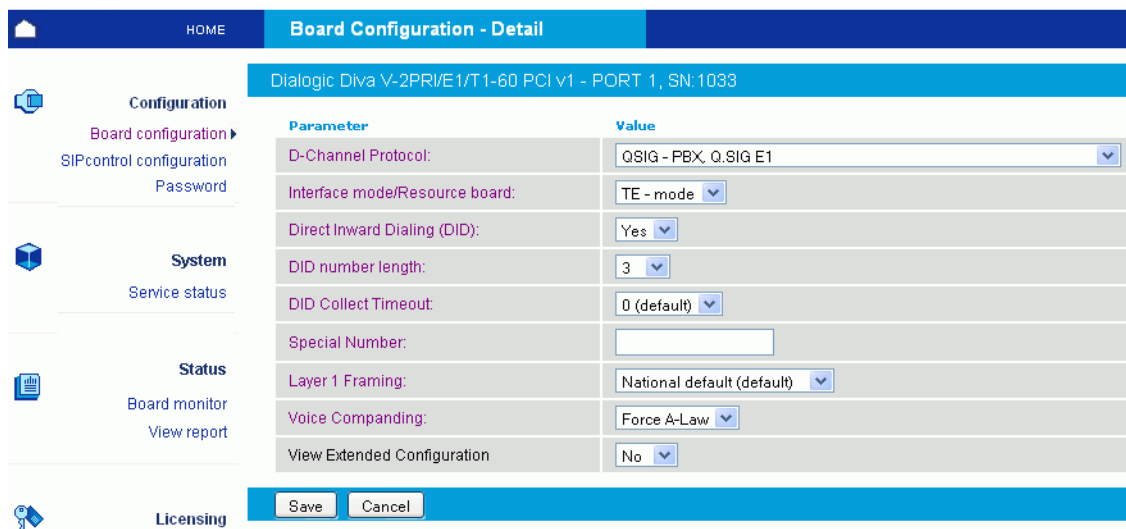 HOME
Board Configuration - Detail
Configuration
Board configuration
SIPcontrol configuration
Password
System
Service status
Status
Board monitor
View report
Licensing
Dialogic Diva V-2PRI/E1/T1-60 PCI v1 - PORT 1, SN:1033
Parameter Value
D-Channel Protocol: QSIG - PBX, Q.SIG E1
Interface mode/Resource board: TE - mode
Direct Inward Dialing (DID): Yes
DID number length: 3
DID Collect Timeout: 0 (default)
Special Number:
Layer 1 Framing: National default (default)
Voice Companding: Force A-Law
View Extended Configuration No
Save Cancel